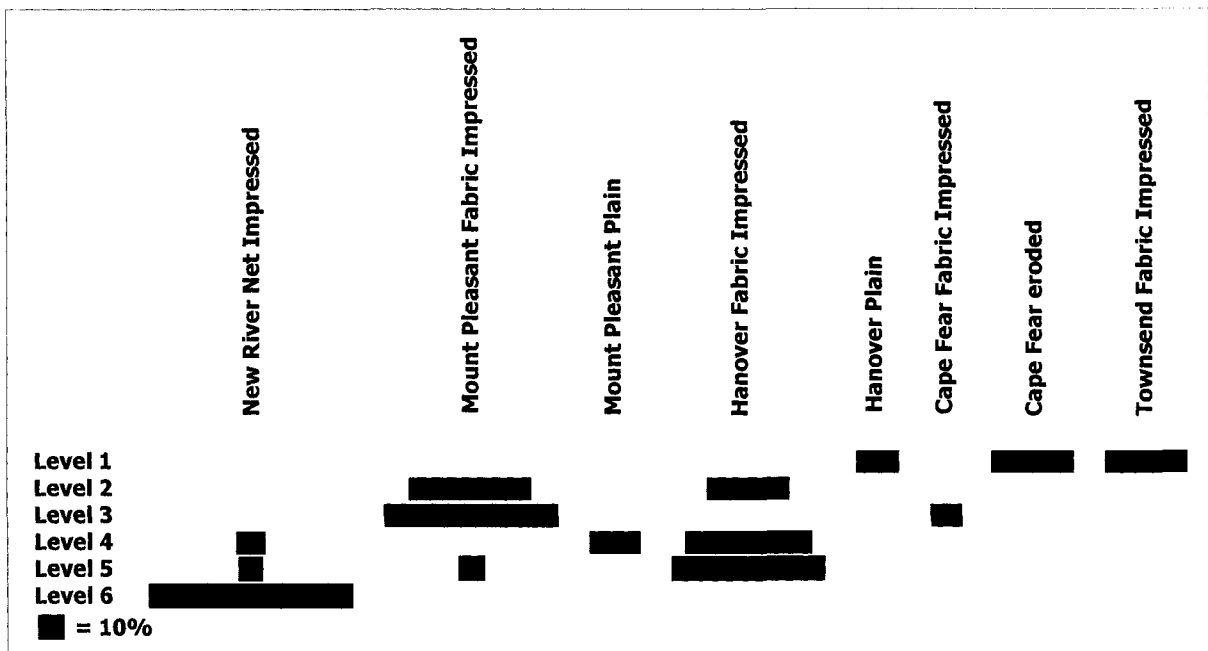 New River Net Impressed
Mount Pleasant Fabric Impressed
Mount Pleasant Plain
Hanover Fabric Impressed
Hanover Plain
Cape Fear Fabric Impressed
Cape Fear eroded
Townsend Fabric Impressed
Level 1
Level 2
Level 3
Level 4
Level 5
Level 6
= 10%